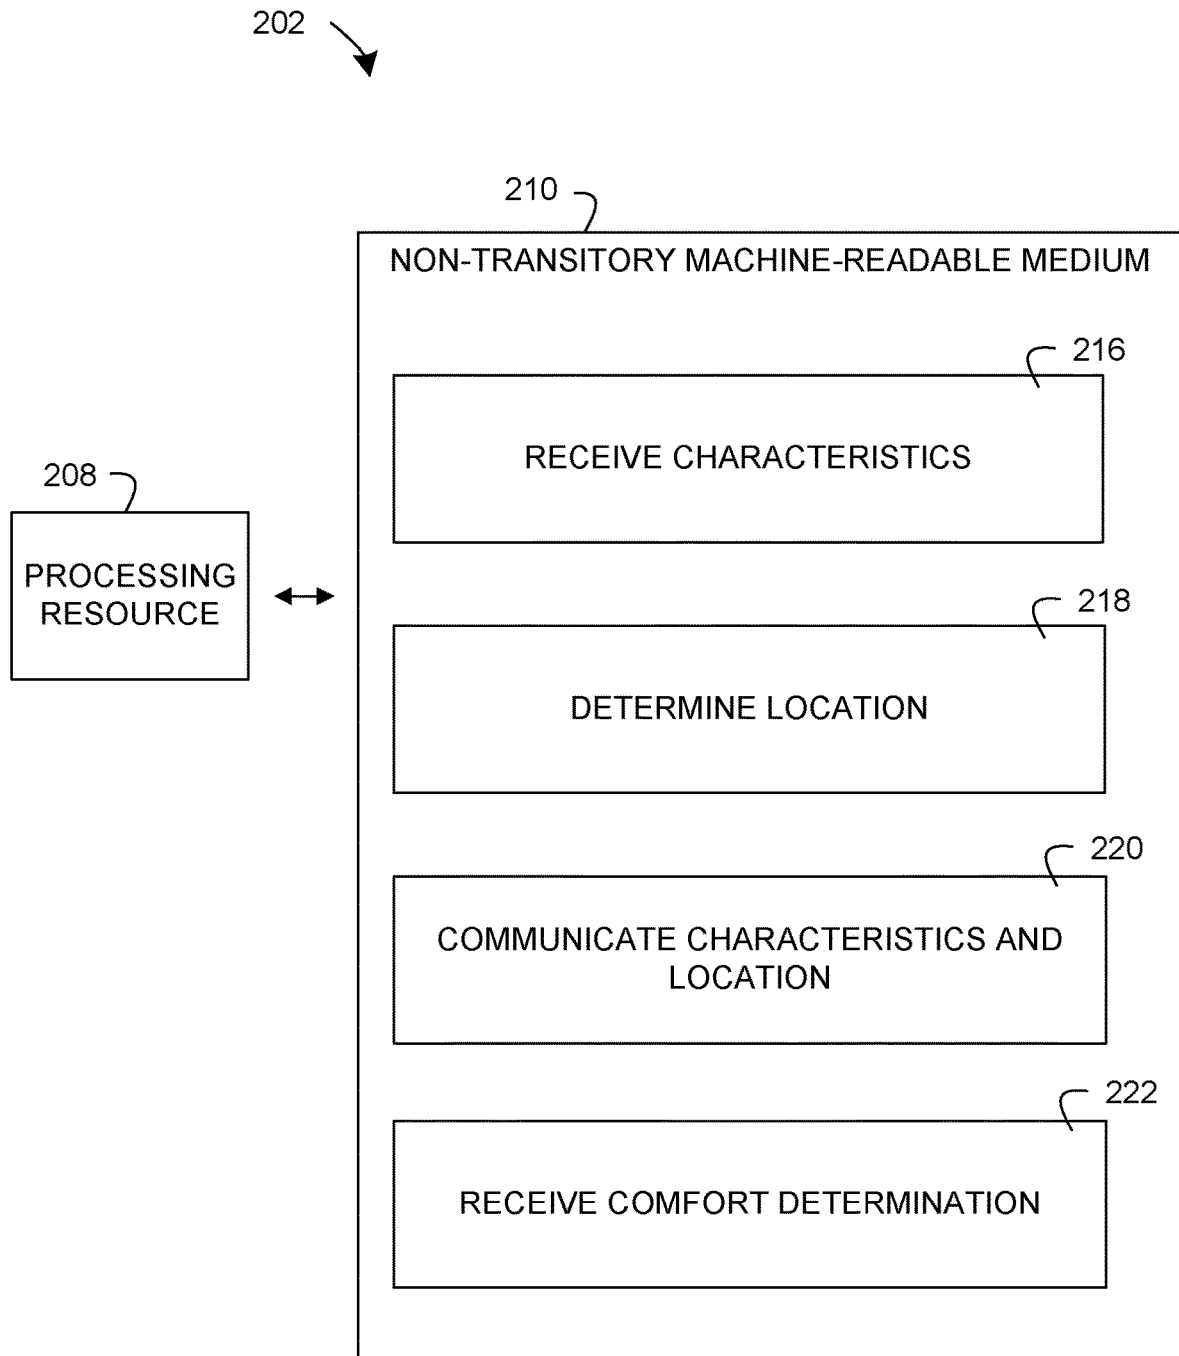 202
210
NON-TRANSITORY MACHINE-READABLE MEDIUM
216
RECEIVE CHARACTERISTICS
208
PROCESSING
RESOURCE
218
DETERMINE LOCATION
220
COMMUNICATE CHARACTERISTICS AND
LOCATION
222
RECEIVE COMFORT DETERMINATION